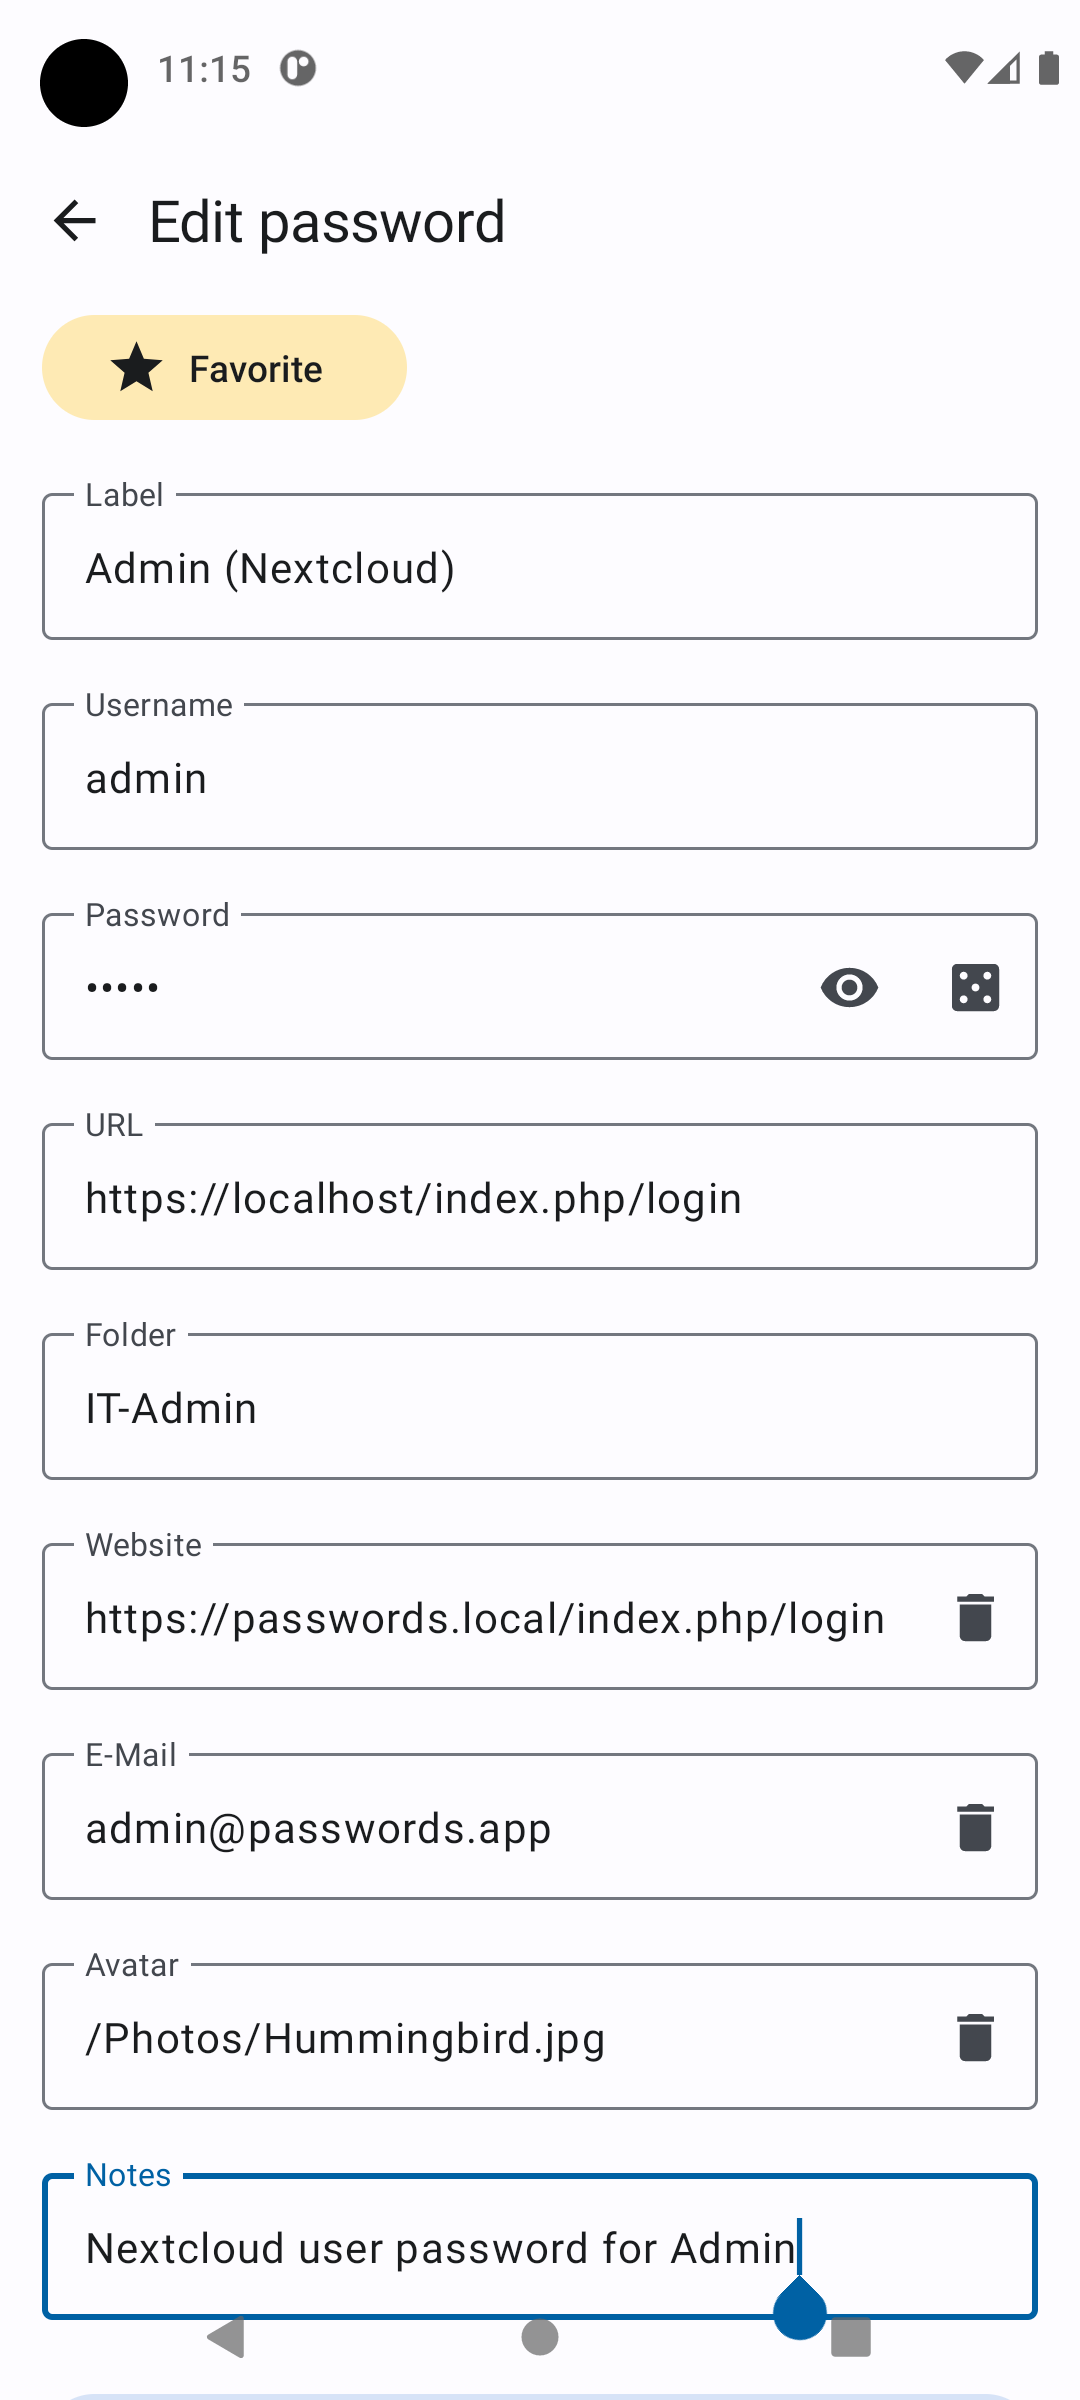 11:15
Edit password
Favorite
Label
Admin (Nextcloud)
Username
admin
Password
•••••
URL
https://localhost/index.php/login
Folder
IT-Admin
Website
https://passwords.local/index.php/login
E-Mail
admin@passwords.app
Avatar
/Photos/Hummingbird.jpg
Notes
Nextcloud user password for Admin